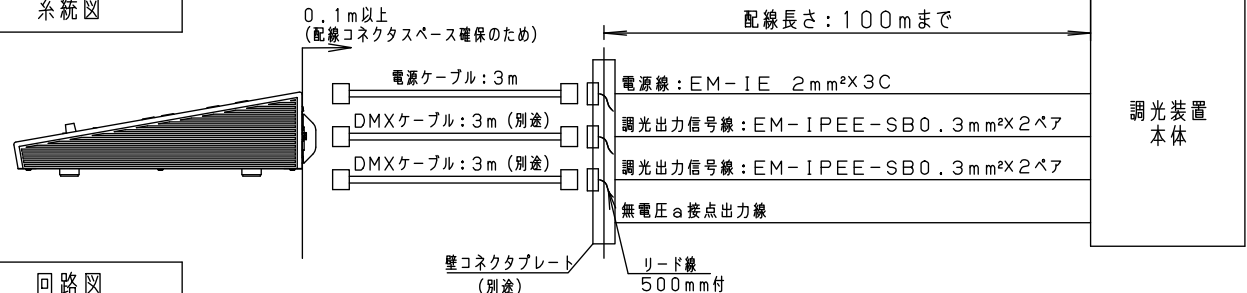 系統図
0.1m以上
(配線コネクタスペース確保のため)
配線長さ:100mまで
電源ケーブル:3m
電源線:EM-IE 2mm²X3C
DMXケーブル:3m(別途)
調光出力信号線:EM-IPEE-SB0.3mm²X2ペア
DMXケーブル:3m(別途)
調光出力信号線:EM-IPEE-SB0.3mm²X2ペア
無電圧a接点出力線
調光装置
本体
壁コネクタプレート
(別途)
リード線
500mm付
回路図